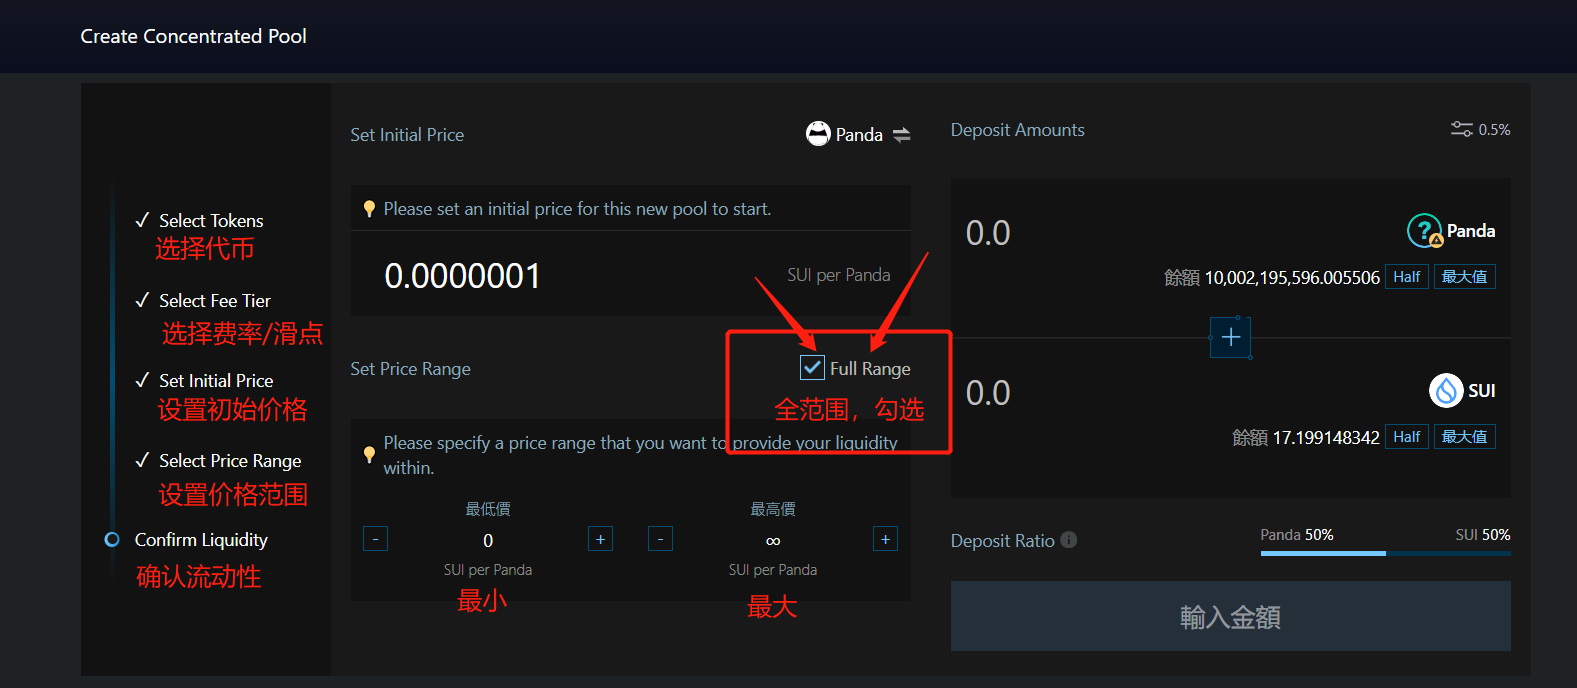 Create Concentrated Pool
Select Tokens
选择代币
Select Fee Tier
选择费率/滑点
Set Initial Price
设置初始价格
Select Price Range
设置价格范围
Confirm Liquidity
确认流动性
Set Initial Price
Panda
Please set an initial price for this new pool to start.
0.0000001
SUI per Panda
Set Price Range
Full Range
全范围，勾选
Please specify a price range that you want to provide your liquidity
within.
最低價
-
0
+
SUI per Panda
最小
最高價
-
∞
+
SUI per Panda
最大
Deposit Amounts
0.5%
0.0
Panda
餘額 10,002,195,596.005506 Half 最大值
+
0.0
SUI
餘額 17.199148342 Half 最大值
Deposit Ratio
Panda 50%
SUI 50%
輸入金額